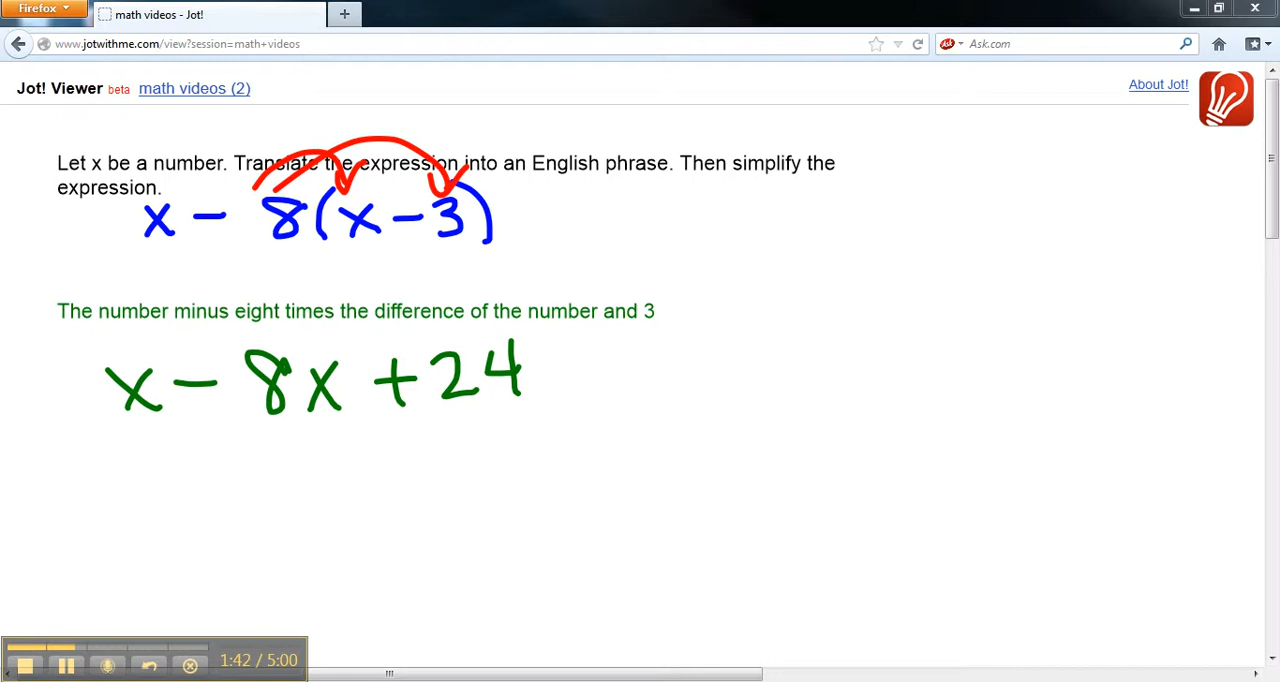 Firefox
math videos - Jot!
www.jotwithme.com/view?session=math+videos
Ask Ask.com
Jot! Viewer beta math videos (2)
About Jot!
Let x be a number. Translate the expression into an English phrase. Then simplify the
expression.
x - 8(x - 3)
The number minus eight times the difference of the number and 3
x - 8x + 24
1:42 / 5:00